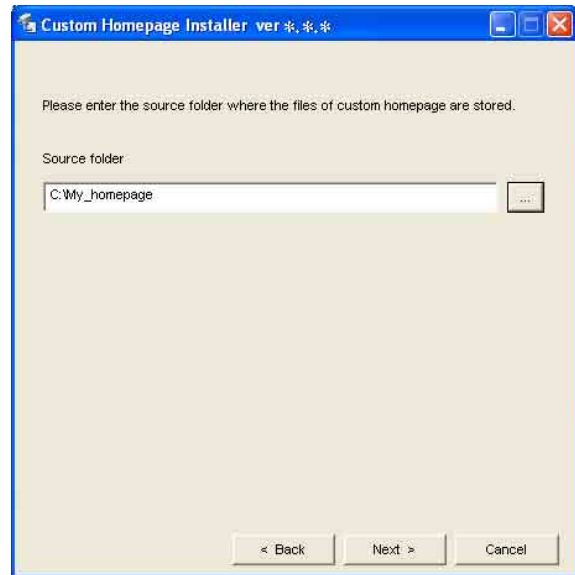 Custom Homepage Installer ver *.*.*
Please enter the source folder where the files of custom homepage are stored.
Source folder
C:\My_homepage
...
< Back
Next >
Cancel